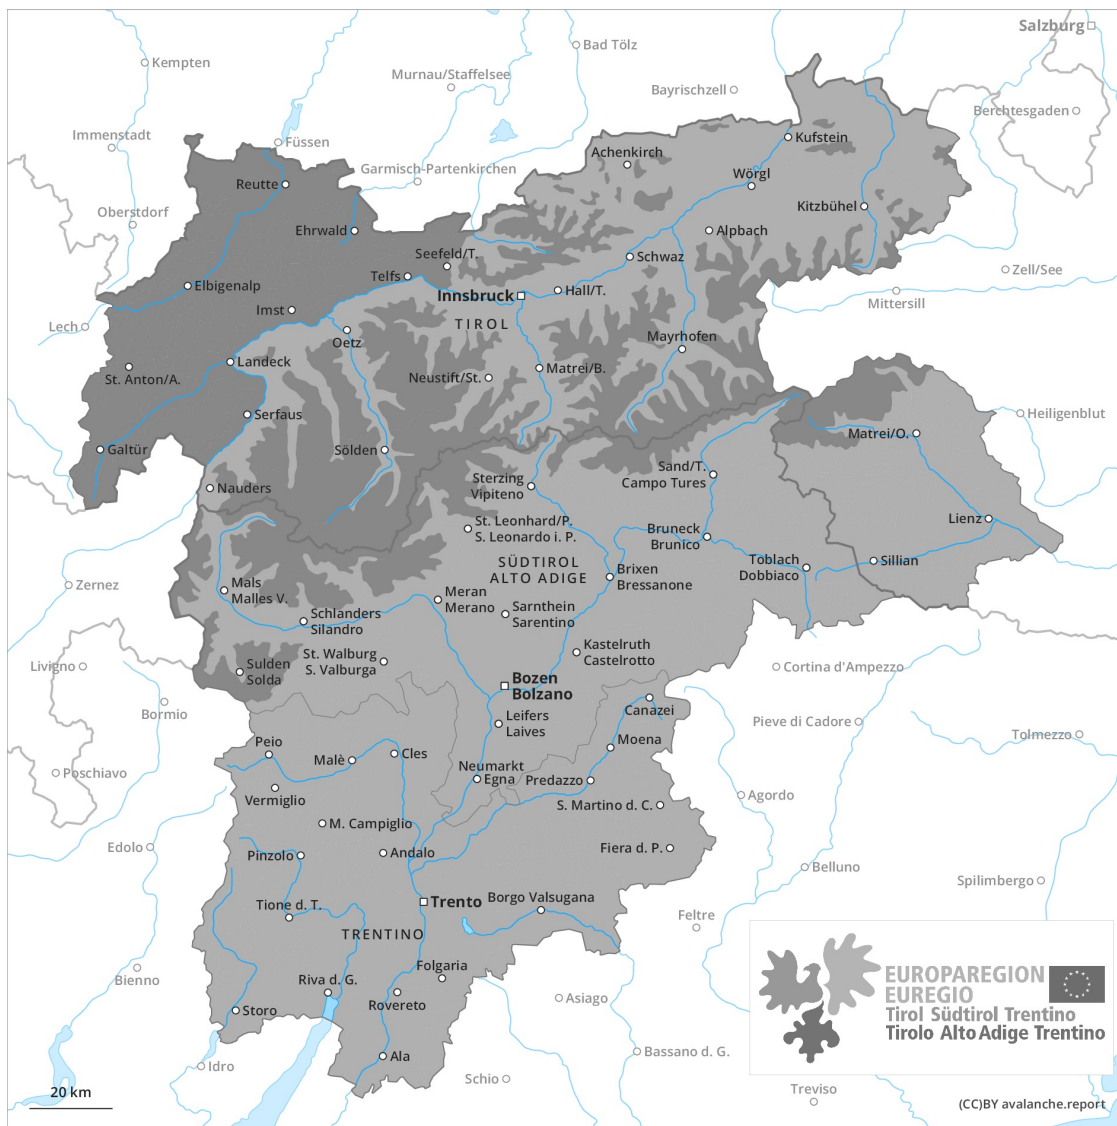 Salzburg
Bad Tölz
Kempten
Murnau/Staffelsee
Bayrischzell
Berchtesgaden
Immenstadt
Füssen
Kufstein
Achenkirch
Garmisch-Partenkirchen
Wörgl
Reutte
Kitzbühel
Oberstdorf
Ehrwald
Alpbach
Seefeld/T.
Schwaz
Zell/See
Telfs
Elbigenalp
Hall/T.
Innsbruck
Mittersill
Imst
TIROL
Lech
Oetz
Mayrhofen
Landeck
Matrei/B.
St. Anton/A.
Neustift/St.
Serfaus
Heiligenblut
Matrei/O.
Galtür
Sölden
Sand/T.
Campo Tures
Sterzing
Vipiteno
Nauders
Lienz
St. Leonhard/P.
S. Leonardo i. P.
Bruneck
Brunico
SÜDTIROL
ALTO ADIGE
Toblach
Dobbiaco
Sillian
Brixen
Bressanone
Zernez
Mals
Malles V.
Meran
Merano
Schlanders
Silandro
Sarnthein
Sarentino
Kastelruth
Castelrotto
St. Walburg
S. Valburga
Livigno
Sulden
Solda
Cortina d'Ampezzo
Bozen
Bolzano
Bormio
Canazei
Leifers
Laives
Pieve di Cadore
Tolmezzo
Peio
Malè
Cles
Moena
Poschiavo
Neumarkt
Egna
Predazzo
Vermiglio
S. Martino d. C.
Agordo
M. Campiglio
Edolo
Pinzolo
Andalo
Fiera d. P.
Belluno
Spilimbergo
Tione d. T.
Trento
Borgo Valsugana
Feltre
TRENTINO
Bienno
Folgaria
Riva d. G.
Rovereto
Asiago
Storo
Ala
Idro
Bassano d. G.
Schio
Treviso
EUROPAREGION
EUREGIO
Tirol Südtirol Trentino
Tirolo Alto Adige Trentino
20 km
(CC)BY avalanche.report